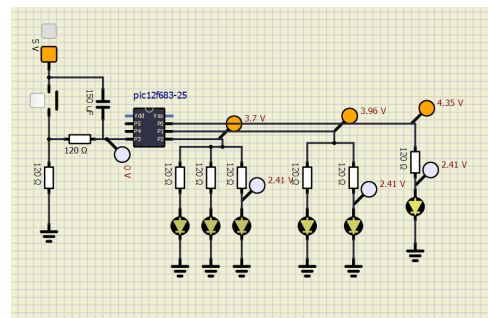 5 V
150 uF
pic12f683-25
Vdd
Vss
P5
P0
P4
P1
P3
P2
120 Ω
0 V
3.7 V
3.96 V
4.35 V
120 Ω
120 Ω
120 Ω
120 Ω
2.41 V
120 Ω
120 Ω
2.41 V
120 Ω
2.41 V